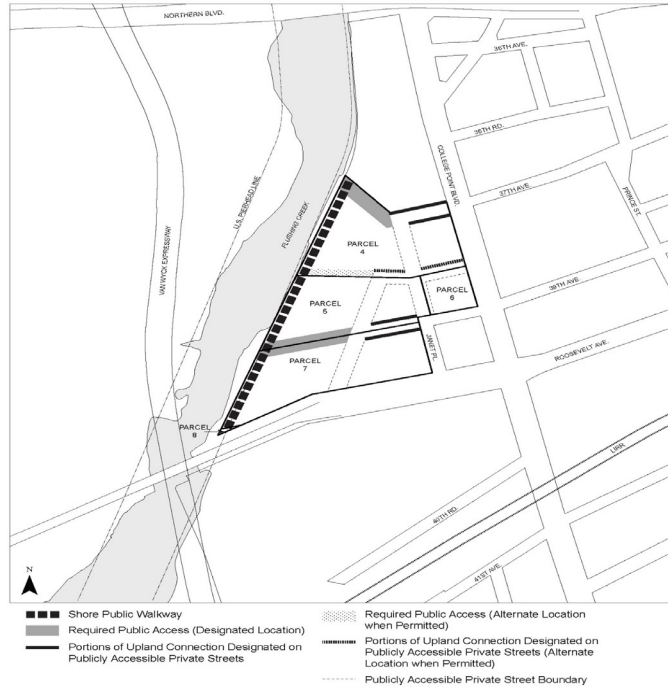 NORTHERN BLVD.
36TH AVE.
36TH RD.
COLLEGE POINT BLVD.
37TH AVE.
PRINCE ST.
U.S. PIERHEAD LINE
FLUSHING CREEK
VAN WYCK EXPRESSWAY
PARCEL
4
39TH AVE.
PARCEL
6
PARCEL
5
JANET PL.
ROOSEVELT AVE.
PARCEL
7
PARCEL
8
LIRR
40TH RD.
41ST AVE.
N
Shore Public Walkway
Required Public Access (Designated Location)
Portions of Upland Connection Designated on
Publicly Accessible Private Streets
Required Public Access (Alternate Location
when Permitted)
Portions of Upland Connection Designated on
Publicly Accessible Private Streets (Alternate
Location when Permitted)
Publicly Accessible Private Street Boundary